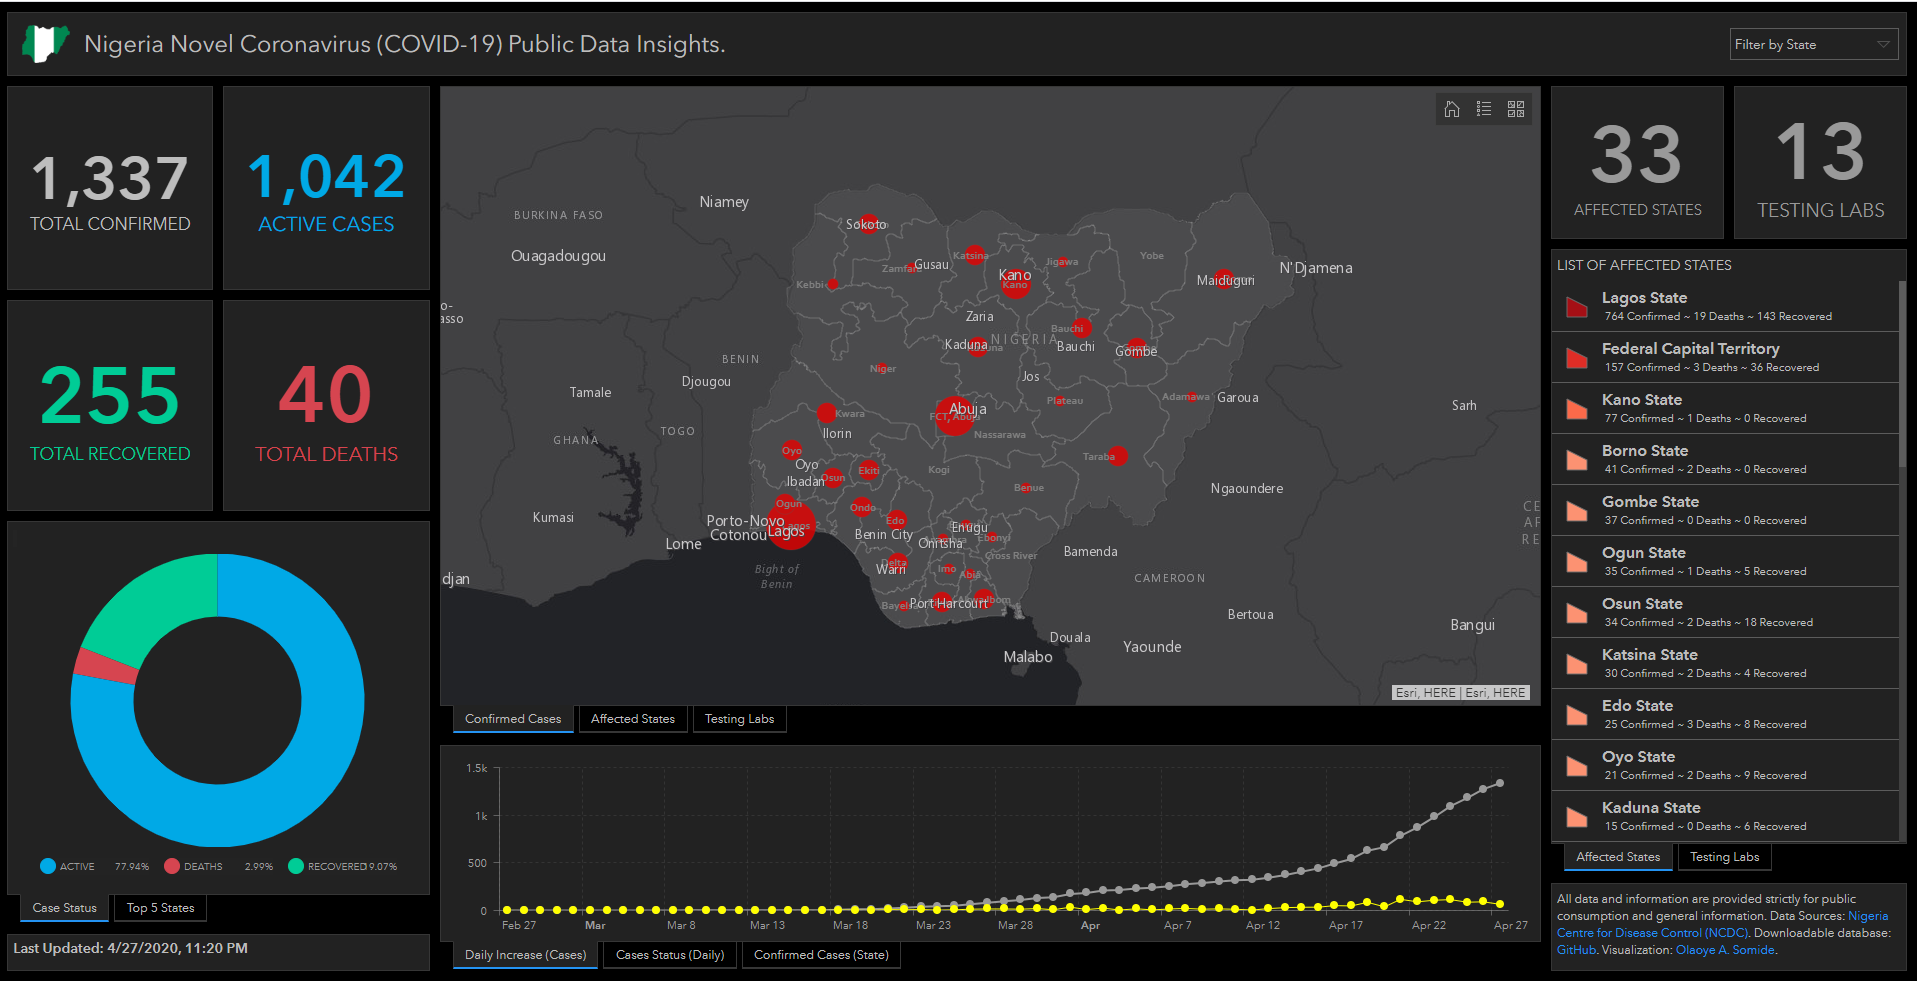 Nigeria Novel Coronavirus (COVID-19) Public Data Insights.
Filter by State
1,337
TOTAL CONFIRMED
1,042
ACTIVE CASES
255
TOTAL RECOVERED
40
TOTAL DEATHS
ACTIVE 77.94% DEATHS 2.99% RECOVERED 9.07%
Case Status
Top 5 States
Last Updated: 4/27/2020, 11:20 PM
Niamey
BURKINA FASO
Ouagadougou
Sokoto
Zamfara
Gusau
Katsina
Kano
Kano
Jigawa
Yobe
N'Djamena
Maiduguri
Kebbi
o-
asso
Zaria
NIGERIA
Kaduna
Bauchi
Bauchi
Gombe
BENIN
Djougou
Niger
Jos
Tamale
Plateau
Adamawa
Garoua
Sarh
Abuja
FCT, Abuja
Kwara
Ilorin
Nassarawa
GHANA
TOGO
Oyo
Oyo
Ibadan
Osun
Ekiti
Kogi
Taraba
Benue
Ngaoundere
Kumasi
Ogun
Ondo
Edo
Porto-Novo
Cotonou
Lagos
Lome
Benin City
Enugu
Onitsha
Ebonyi
Cross River
Bamenda
CE
AF
RE
Bight of
Benin
Warri
Delta
Imo
Abia
CAMEROON
djan
Bayelsa
Port Harcourt
Bertoua
Bangui
Douala
Yaounde
Malabo
Esri, HERE | Esri, HERE
Confirmed Cases
Affected States
Testing Labs
1.5k
1k
500
0
Feb 27 Mar Mar 8 Mar 13 Mar 18 Mar 23 Mar 28 Apr Apr 7 Apr 12 Apr 17 Apr 22 Apr 27
Daily Increase (Cases)
Cases Status (Daily)
Confirmed Cases (State)
33
AFFECTED STATES
13
TESTING LABS
LIST OF AFFECTED STATES
Lagos State
764 Confirmed ~ 19 Deaths ~ 143 Recovered
Federal Capital Territory
157 Confirmed ~ 3 Deaths ~ 36 Recovered
Kano State
77 Confirmed ~ 1 Deaths ~ 0 Recovered
Borno State
41 Confirmed ~ 2 Deaths ~ 0 Recovered
Gombe State
37 Confirmed ~ 0 Deaths ~ 0 Recovered
Ogun State
35 Confirmed ~ 1 Deaths ~ 5 Recovered
Osun State
34 Confirmed ~ 2 Deaths ~ 18 Recovered
Katsina State
30 Confirmed ~ 2 Deaths ~ 4 Recovered
Edo State
25 Confirmed ~ 3 Deaths ~ 8 Recovered
Oyo State
21 Confirmed ~ 2 Deaths ~ 9 Recovered
Kaduna State
15 Confirmed ~ 0 Deaths ~ 6 Recovered
Affected States
Testing Labs
All data and information are provided strictly for public
consumption and general information. Data Sources: Nigeria
Centre for Disease Control (NCDC). Downloadable database:
GitHub. Visualization: Olaoye A. Somide.